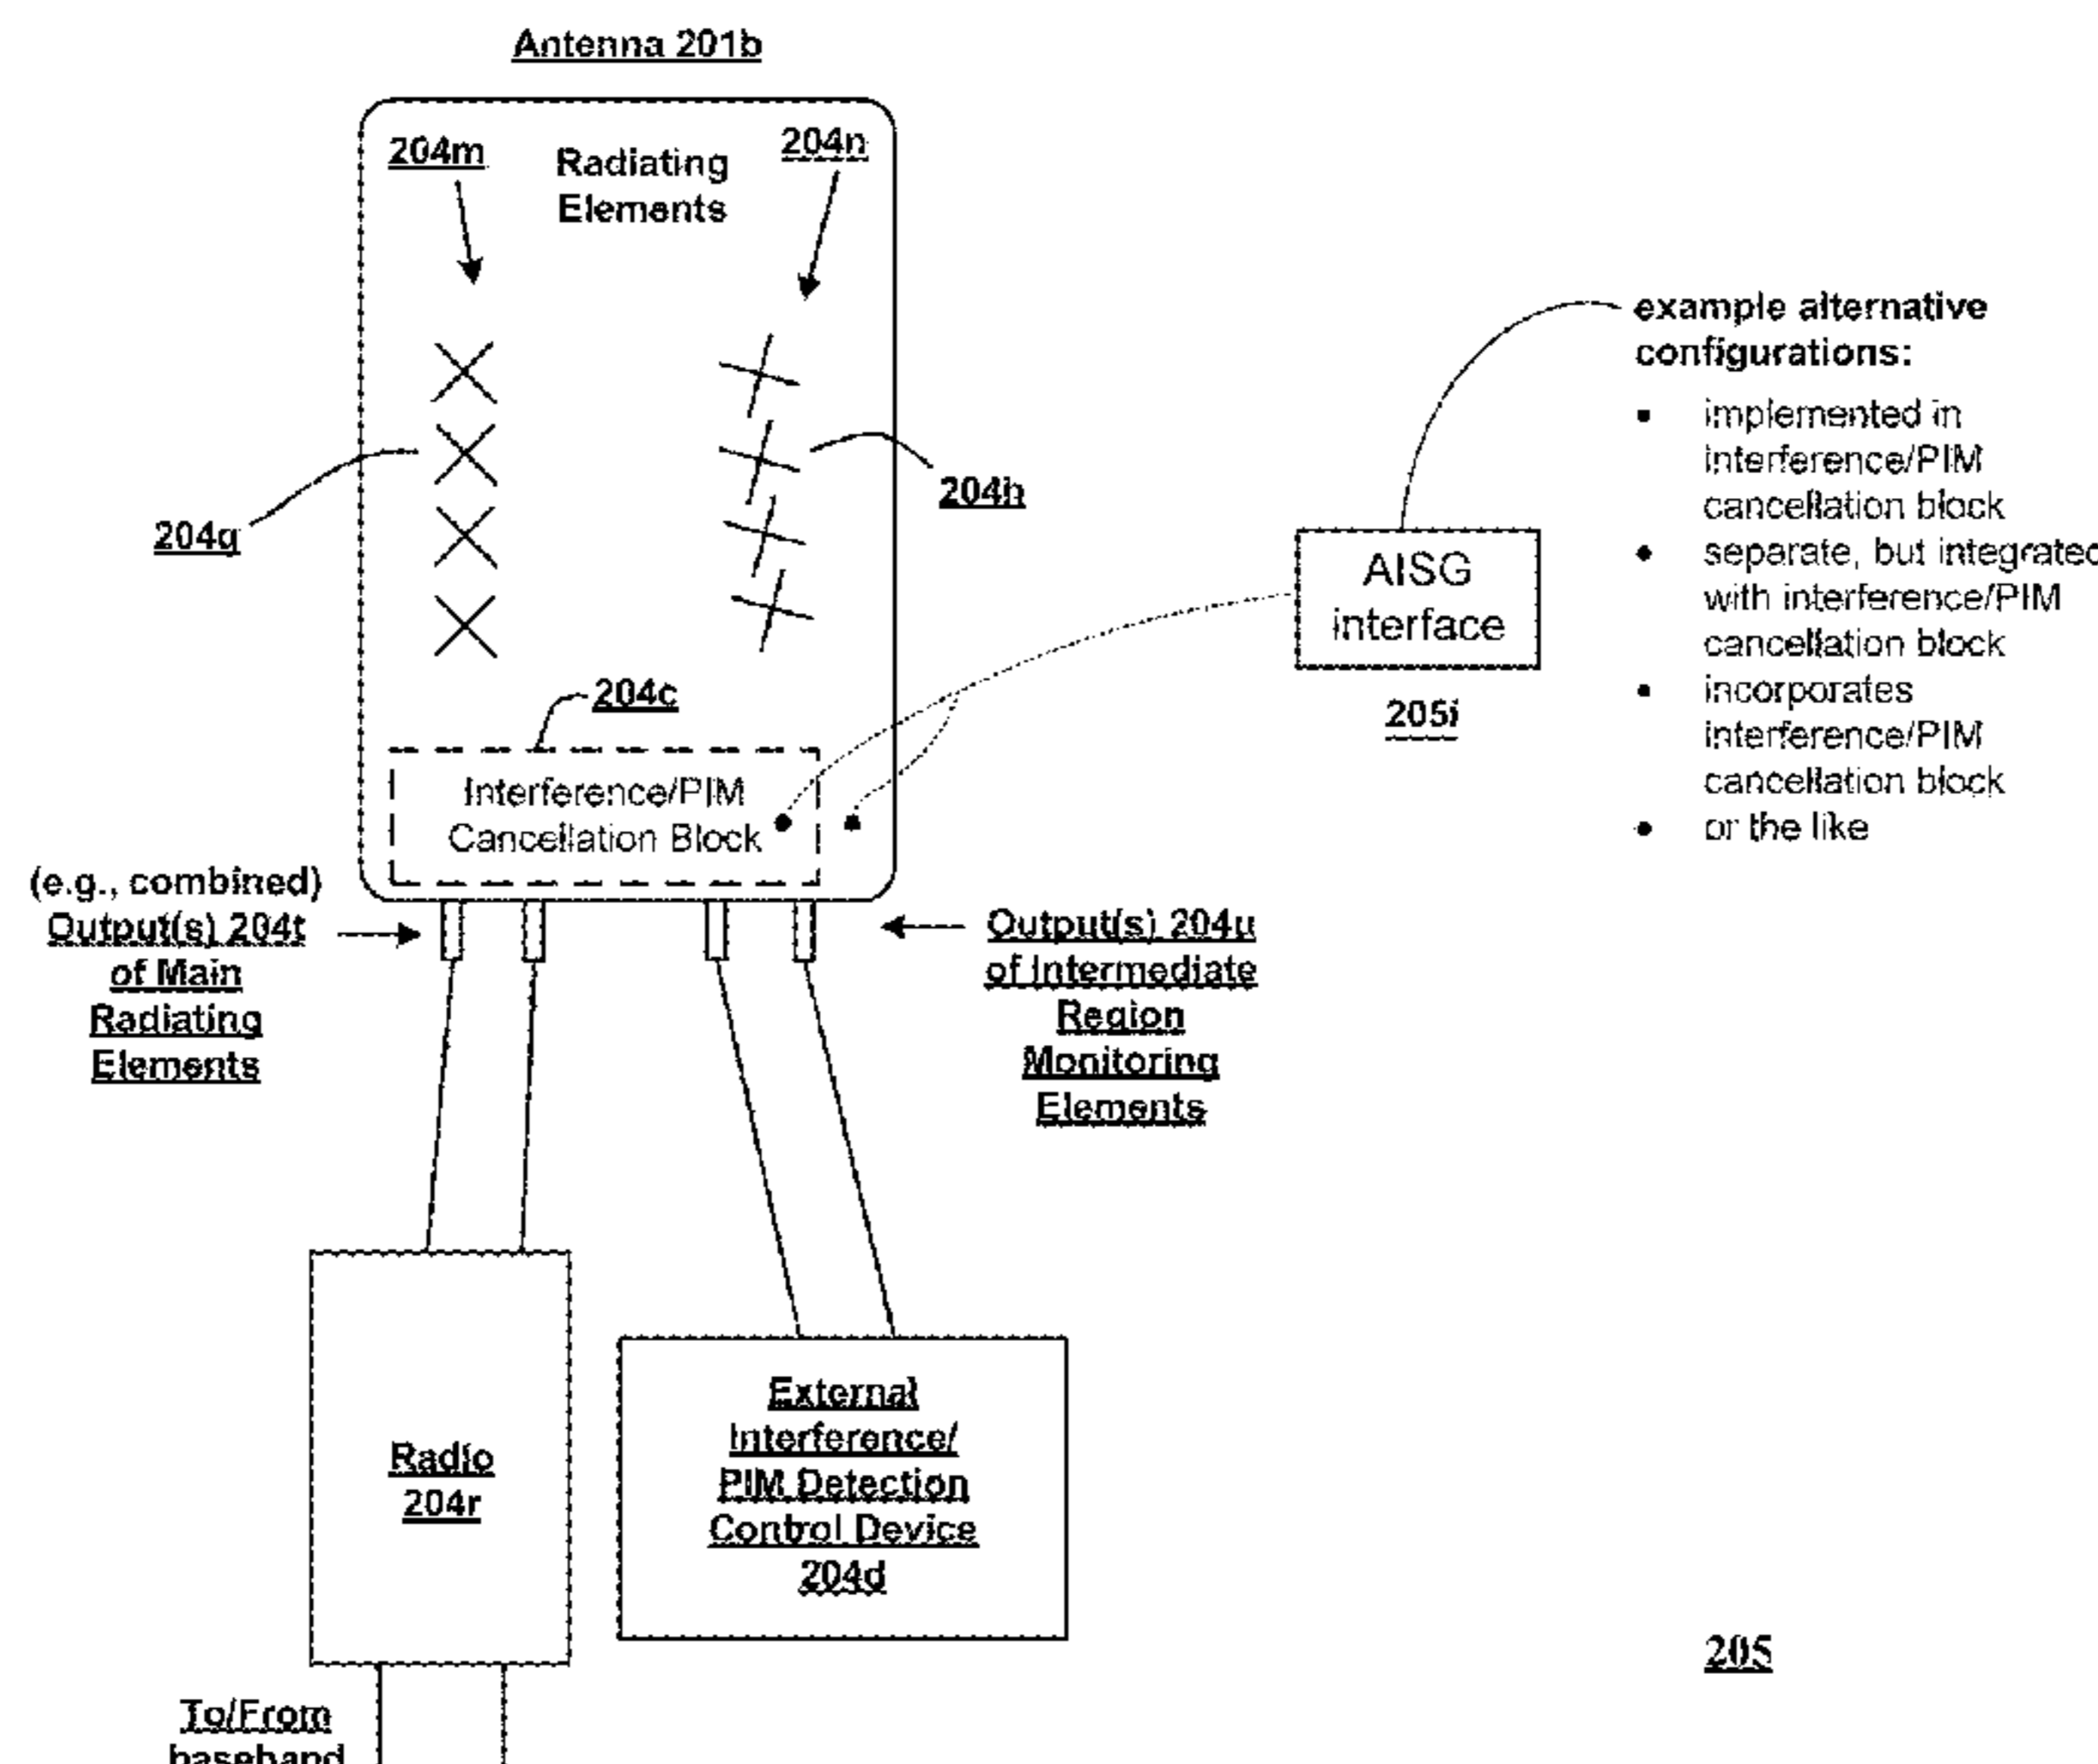 Antenna 201b
204m
Radiating
Elements
204n
204q
204h
204c
Interference/PIM
Cancellation Block
AISG
interface
205i
example alternative
configurations:
• implemented in
interference/PIM
cancellation block
• separate, but integrated
with interference/PIM
cancellation block
• incorporates
interference/PIM
cancellation block
• or the like
(e.g., combined)
Output(s) 204t
of Main
Radiating
Elements
Output(s) 204u
of Intermediate
Region
Monitoring
Elements
Radio
204r
External
Interference/
PIM Detection
Control Device
204d
205
To/From
baseband